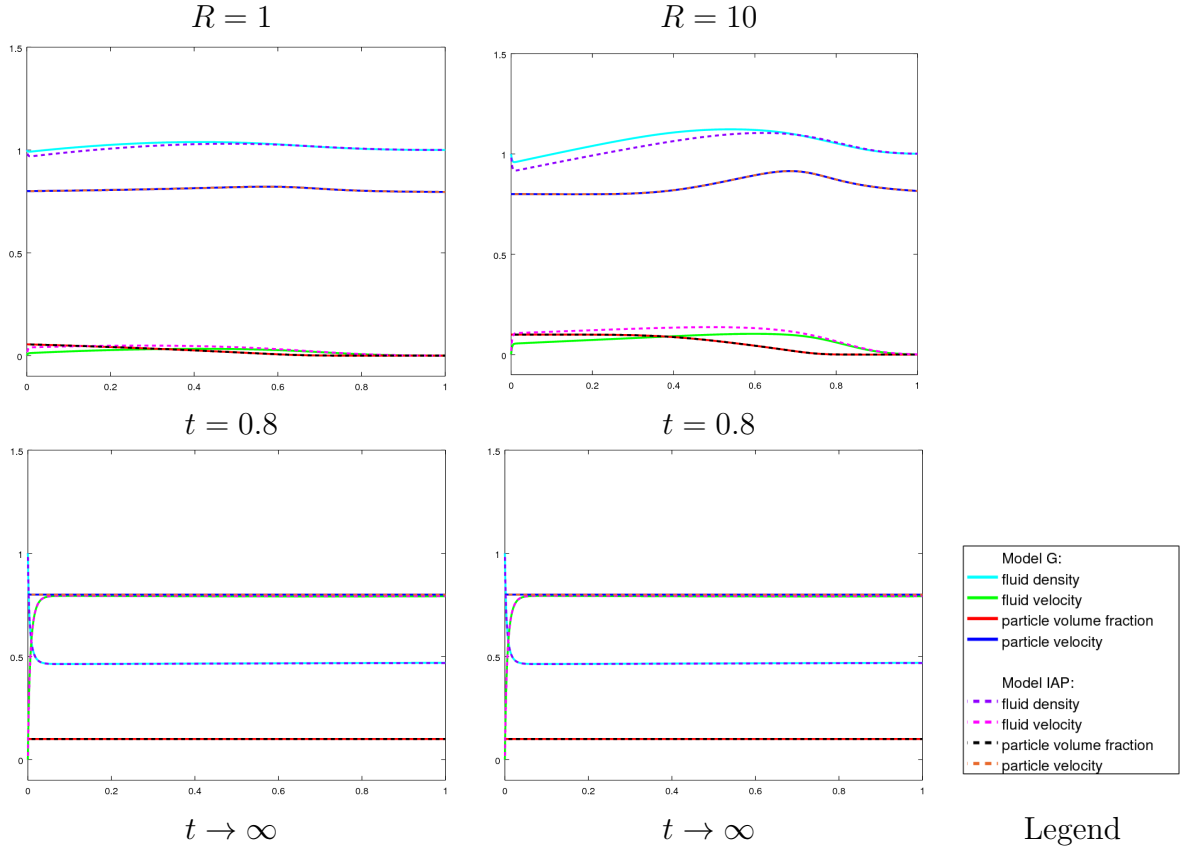 R = 1
R = 10
1.5
1
0.5
0
0 0.2 0.4 0.6 0.8 1
1.5
1
0.5
0
0 0.2 0.4 0.6 0.8 1
t = 0.8
t = 0.8
1.5
1
0.5
0
0 0.2 0.4 0.6 0.8 1
1.5
1
0.5
0
0 0.2 0.4 0.6 0.8 1
Model G:
fluid density
fluid velocity
particle volume fraction
particle velocity
Model IAP:
fluid density
fluid velocity
particle volume fraction
particle velocity
t → ∞
t → ∞
Legend